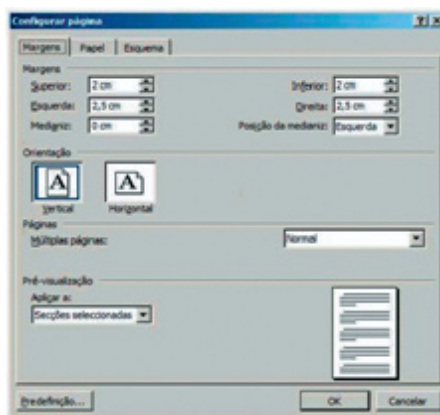 Configurar página
Margens Papel Esquema
Margens
Superior: 2 cm Inferior: 2 cm
Esquerda: 2,5 cm Direita: 2,5 cm
Medianiz: 0 cm Posição da medianiz: Esquerda
Orientação
A A
Vertical Horizontal
Páginas
Múltiplas páginas: Normal
Pré-visualização
Aplicar a:
Secções seleccionadas
Predefinição... OK Cancelar